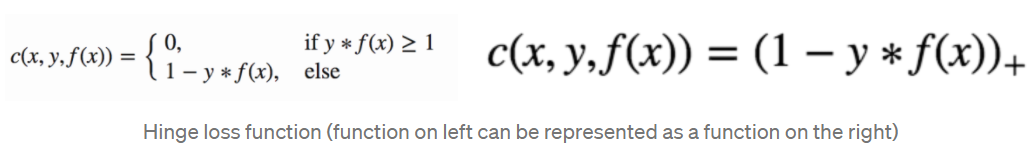 c(x, y, f(x)) = { 0, if y * f(x) ≥ 1
1 − y * f(x), else
c(x, y, f(x)) = (1 − y * f(x))₊
Hinge loss function (function on left can be represented as a function on the right)